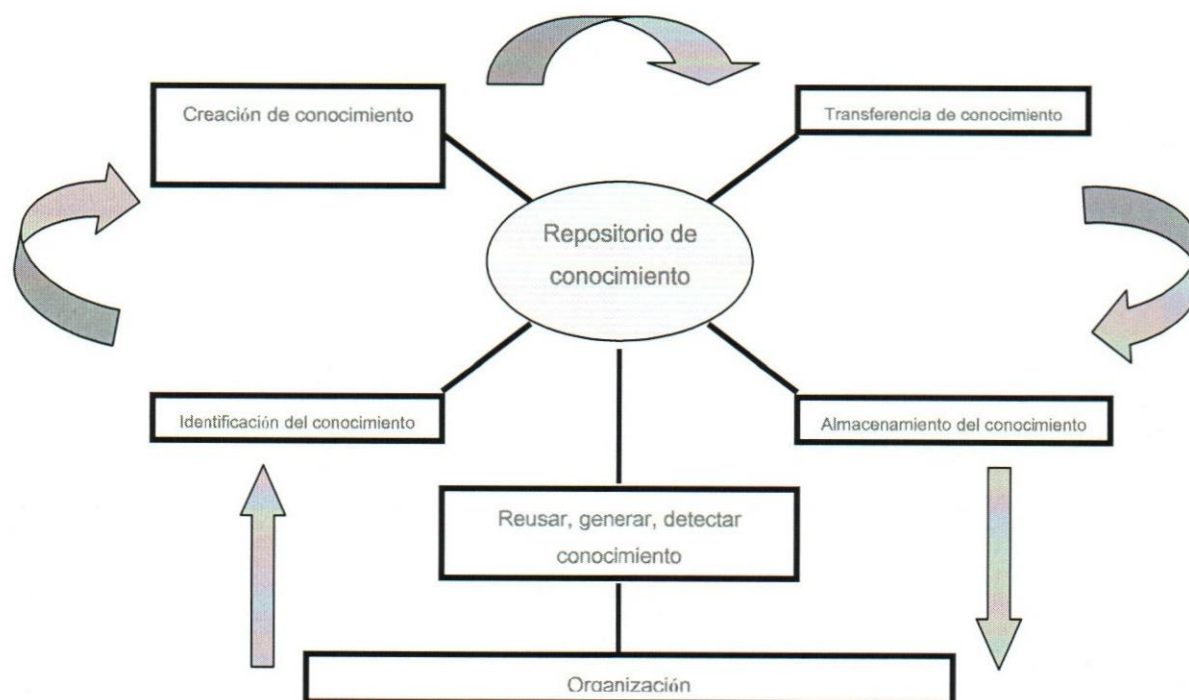 Creación de conocimiento
Transferencia de conocimiento
Repositorio de
conocimiento
Identificación del conocimiento
Almacenamiento del conocimiento
Reusar, generar, detectar
conocimiento
Organización